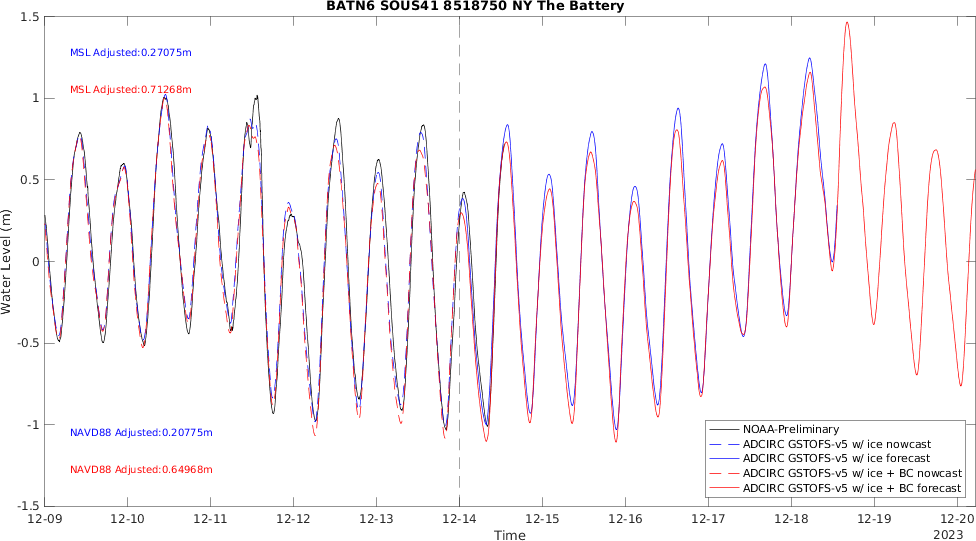 BATN6 SOUS41 8518750 NY The Battery
1.5
1
0.5
0
-0.5
-1
-1.5
Water Level (m)
MSL Adjusted:0.27075m
MSL Adjusted:0.71268m
NAVD88 Adjusted:0.20775m
NAVD88 Adjusted:0.64968m
NOAA-Preliminary
ADCIRC GSTOFS-v5 w/ ice nowcast
ADCIRC GSTOFS-v5 w/ ice forecast
ADCIRC GSTOFS-v5 w/ ice + BC nowcast
ADCIRC GSTOFS-v5 w/ ice + BC forecast
12-09 12-10 12-11 12-12 12-13 12-14 12-15 12-16 12-17 12-18 12-19 12-20
Time
2023